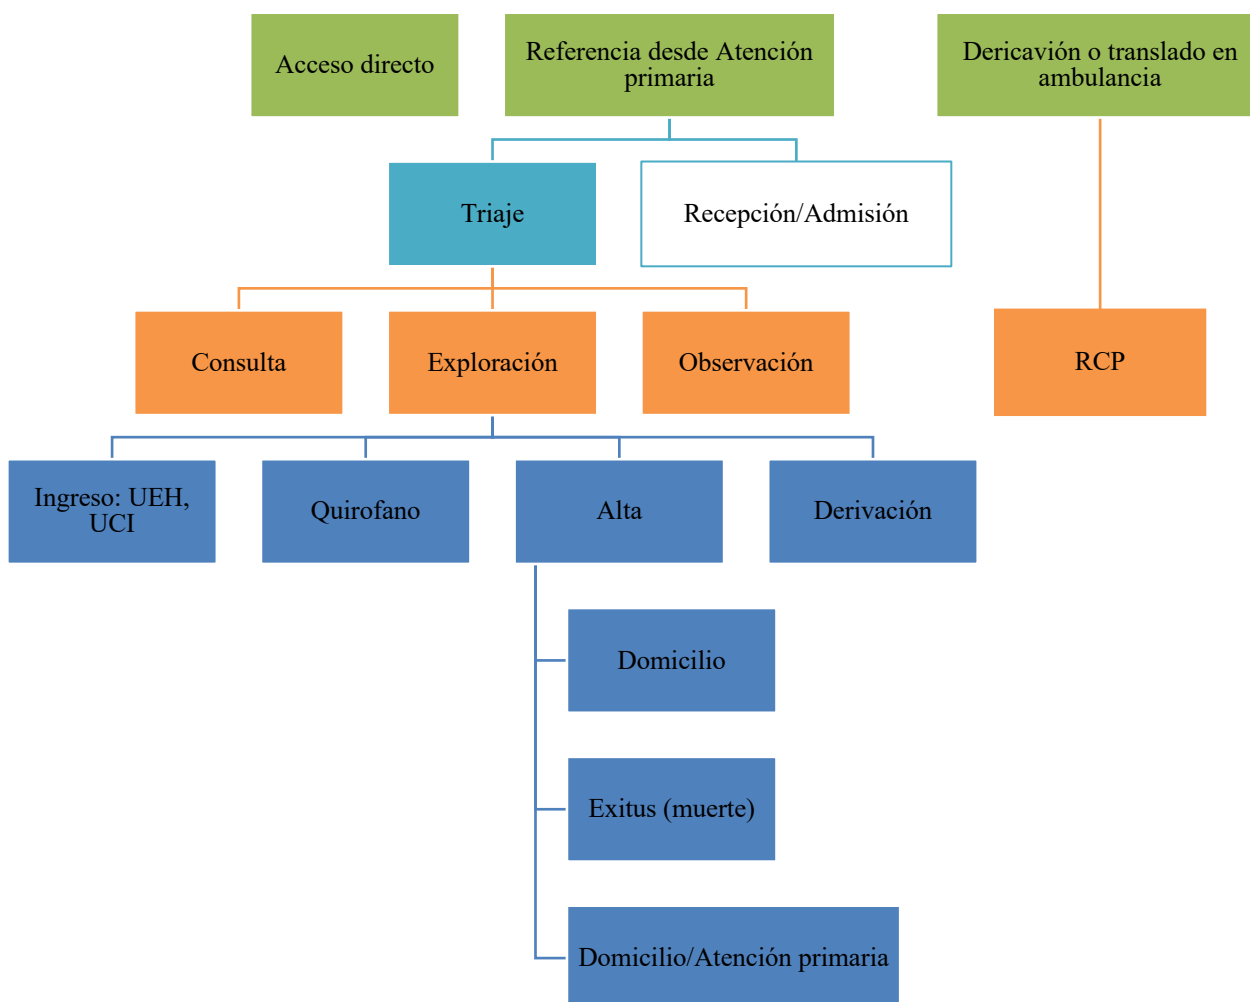 Acceso directo
Referencia desde Atención
primaria
Dericavión o translado en
ambulancia
Triaje
Recepción/Admisión
Consulta
Exploración
Observación
RCP
Ingreso: UEH,
UCI
Quirofano
Alta
Derivación
Domicilio
Exitus (muerte)
Domicilio/Atención primaria